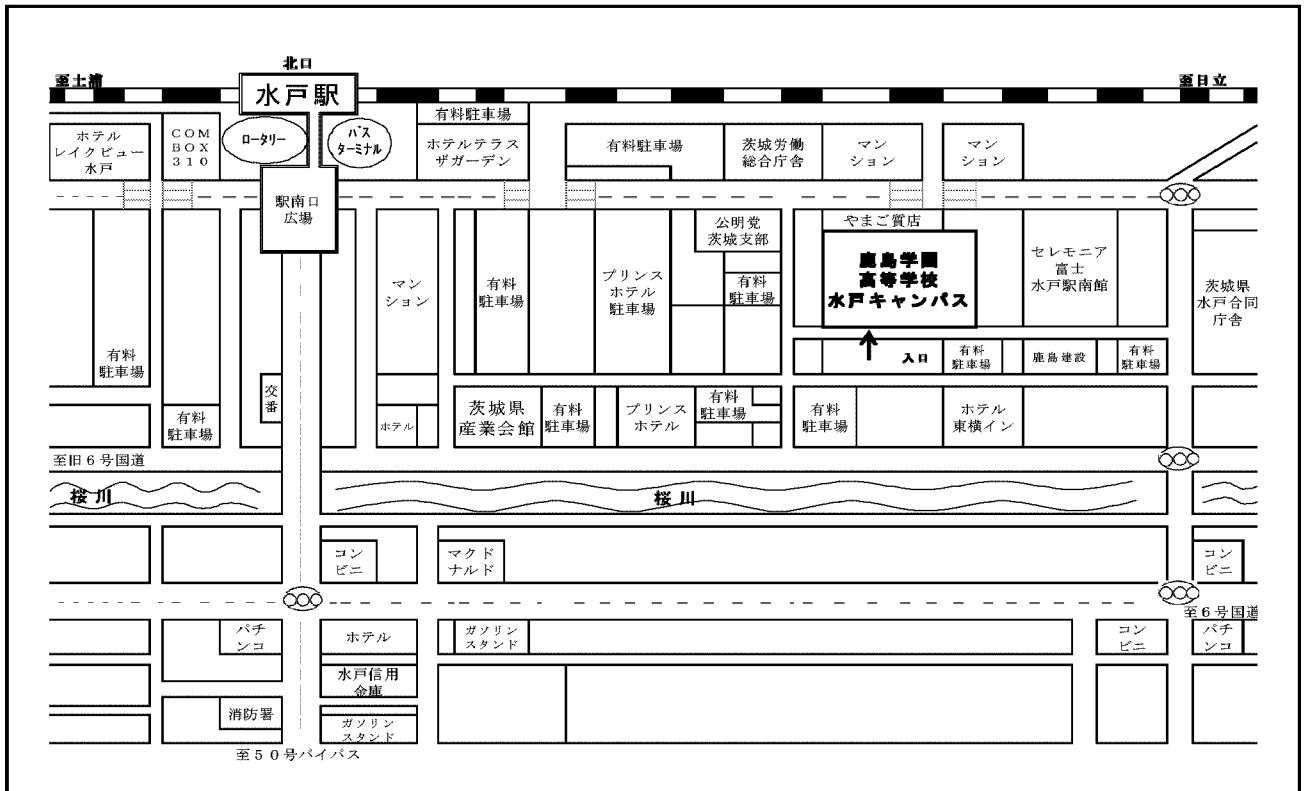 北口
至土浦
水戸駅
至日立
ホテル
レイクビュー
水戸
COM
BOX
310
ロータリー
バス
ターミナル
有料駐車場
ホテルテラス
ザガーデン
有料駐車場
茨城労働
総合庁舎
マン
ション
マン
ション
駅南口
広場
有料
駐車場
有料
駐車場
交番
マン
ション
ホテル
有料
駐車場
プリンス
ホテル
駐車場
公明党
茨城支部
有料
駐車場
やまご質店
鹿島学園
高等学校
水戸キャンパス
入口
セレモニア
富士
水戸駅南館
茨城県
水戸合同
庁舎
有料
駐車場
鹿島建設
有料
駐車場
茨城県
産業会館
有料
駐車場
プリンス
ホテル
有料
駐車場
有料
駐車場
ホテル
東横イン
至旧6号国道
桜川
桜川
コン
ビニ
マクド
ナルド
コン
ビニ
至6号国道
パチ
ンコ
ホテル
ガソリン
スタンド
コン
ビニ
パチ
ンコ
水戸信用
金庫
消防署
ガソリン
スタンド
至50号バイパス